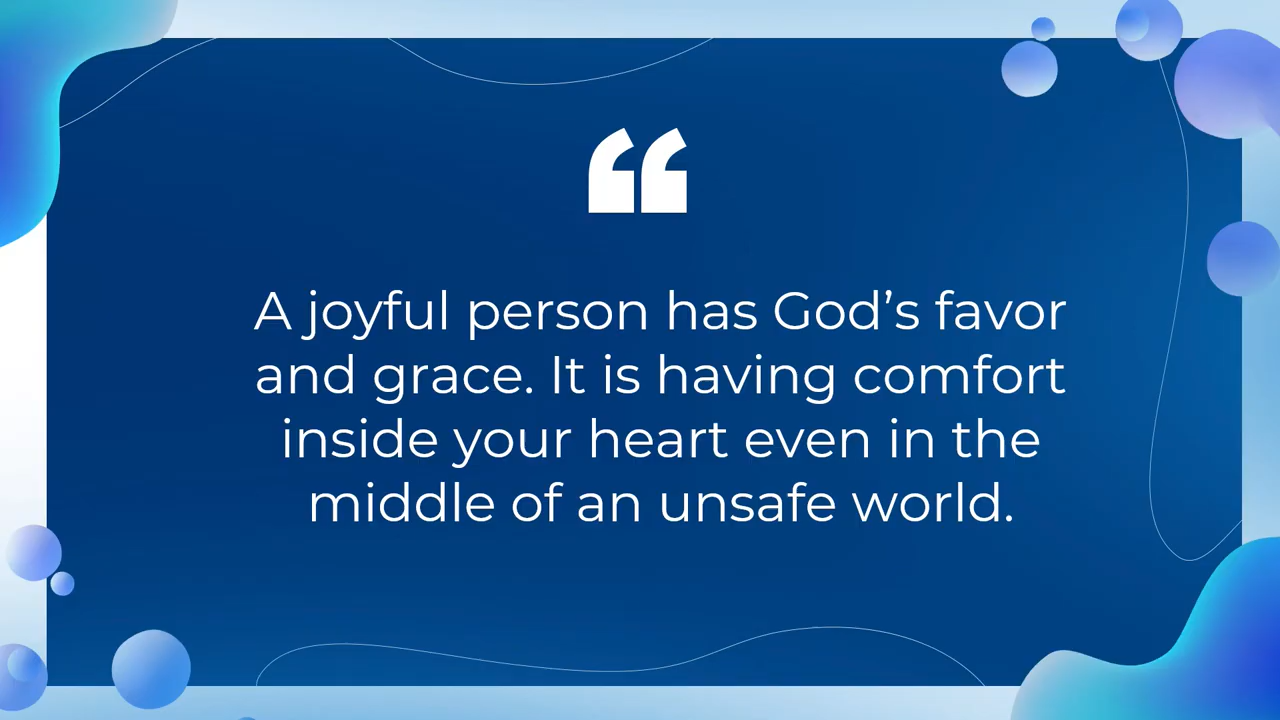 “
A joyful person has God’s favor
and grace. It is having comfort
inside your heart even in the
middle of an unsafe world.